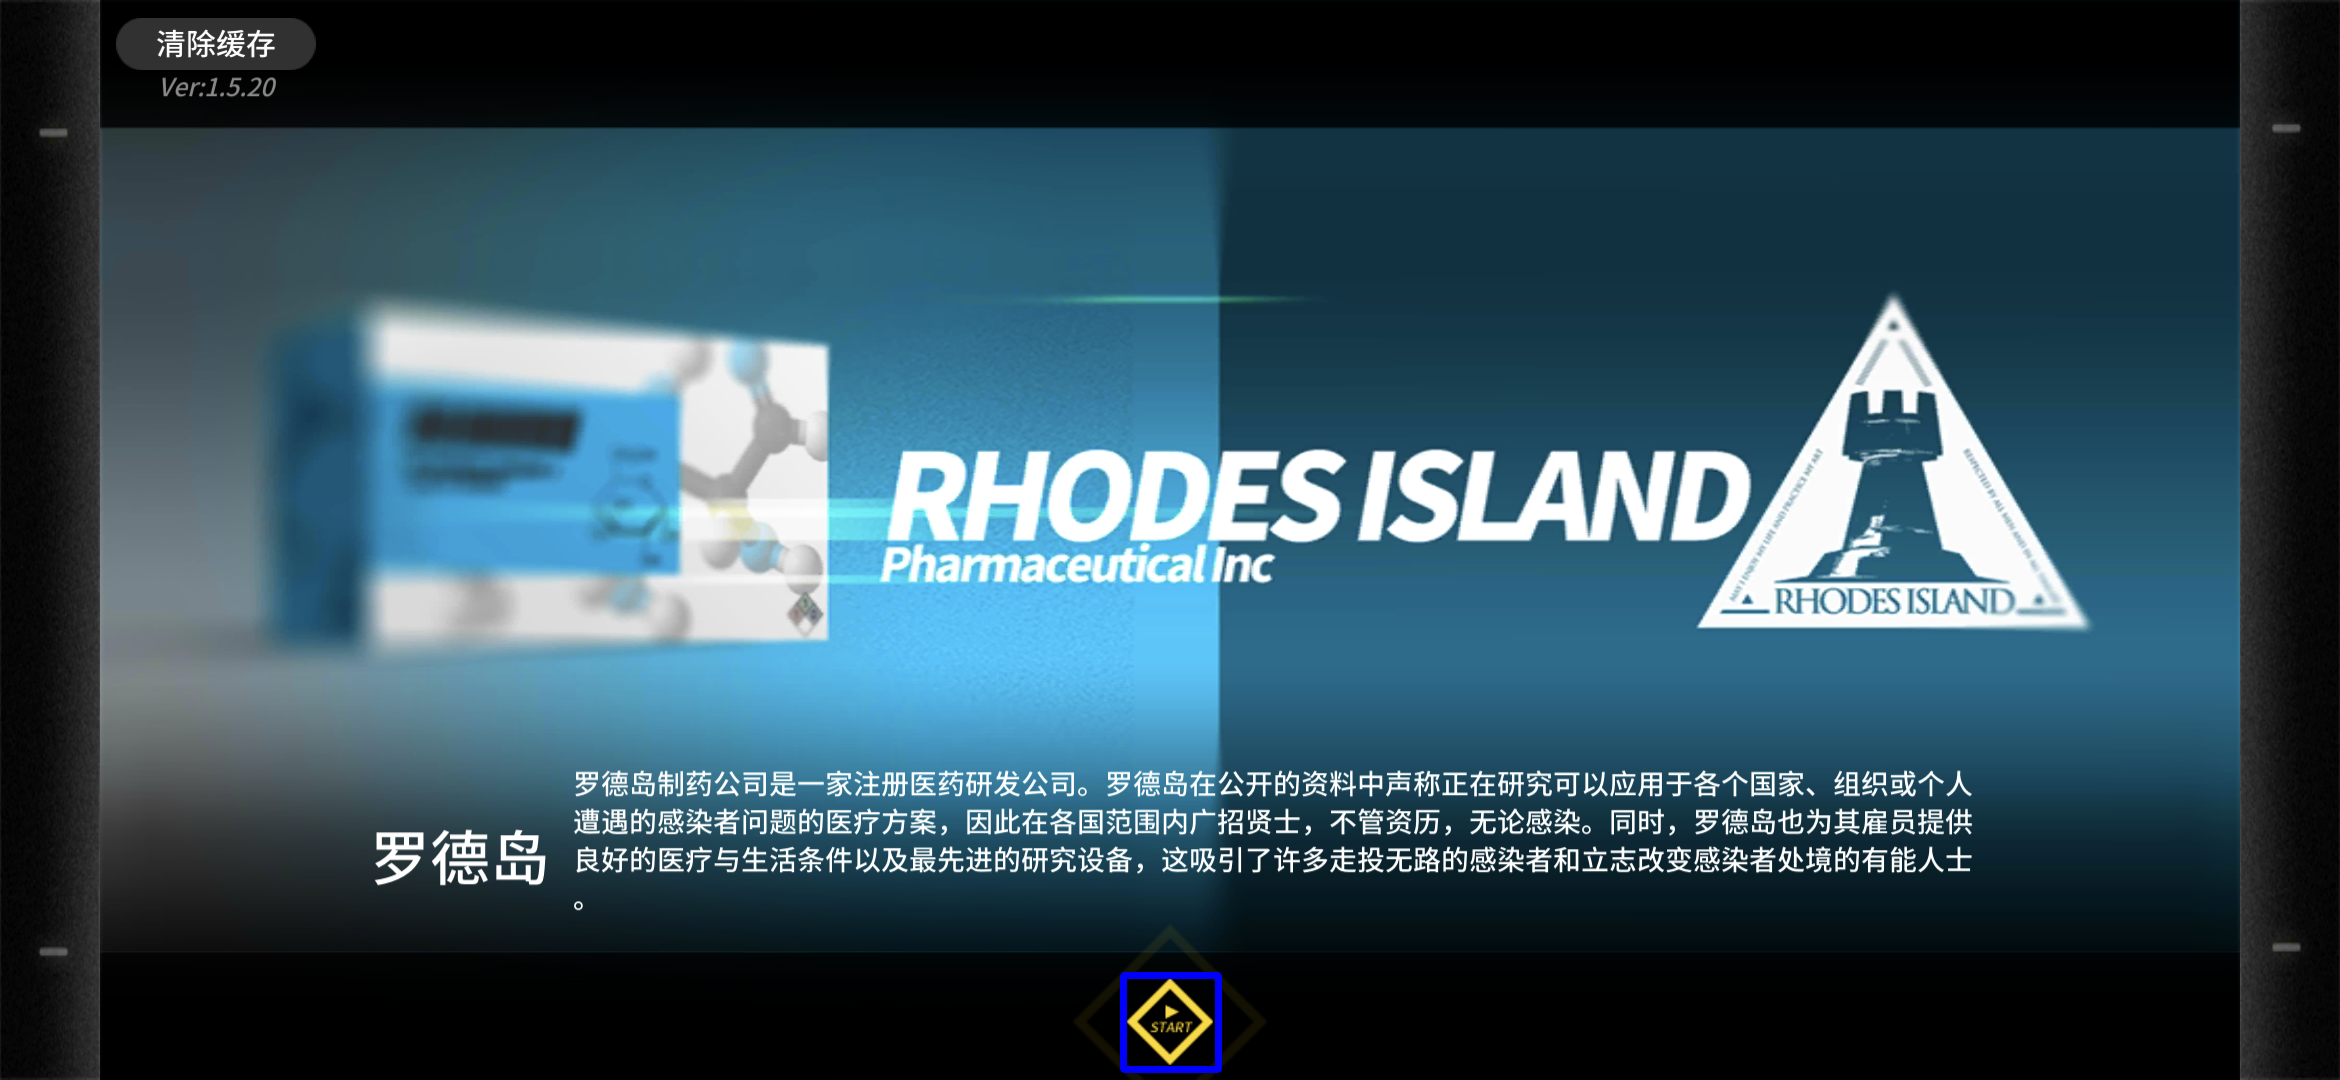 清除缓存
Ver:1.5.20
RHODES ISLAND
Pharmaceutical Inc
RHODES ISLAND
罗德岛
罗德岛制药公司是一家注册医药研发公司。罗德岛在公开的资料中声称正在研究可以应用于各个国家、组织或个人
遭遇的感染者问题的医疗方案，因此在各国范围内广招贤士，不管资历，无论感染。同时，罗德岛也为其雇员提供
良好的医疗与生活条件以及最先进的研究设备，这吸引了许多走投无路的感染者和立志改变感染者处境的有能人士
。
START